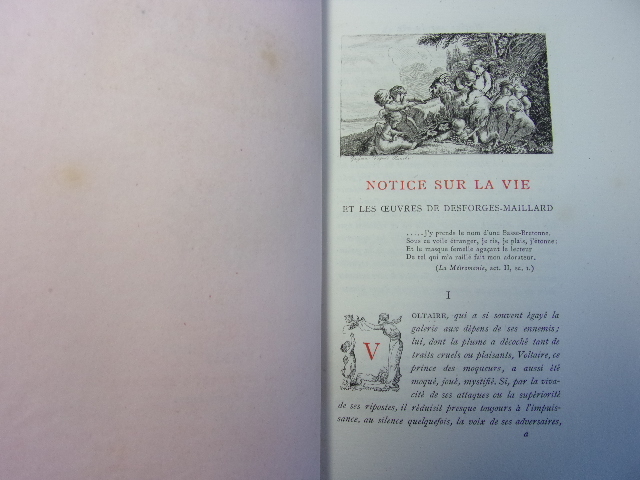 NOTICE SUR LA VIE
ET LES ŒUVRES DE DESFORGES-MAILLARD
.....J'y prends le nom d'une Basse-Bretonne.
Sous ce voile étranger, je ris, je plais, j'étonne;
Et le masque femelle agaçant le lecteur
De tel qui m'a raillé fait mon adorateur.
(La Métromanie, act. II, sc. 1.)
I
VOLTAIRE, qui a si souvent égayé la
galerie aux dépens de ses ennemis;
lui, dont la plume a décoché tant de
traits cruels ou plaisants, Voltaire, ce
prince des moqueurs, a aussi été
moqué, joué, mystifié. Si, par la viva-
cité de ses attaques ou la supériorité
de ses ripostes, il réduisit presque toujours à l'impuis-
sance, au silence quelquefois, la voix de ses adversaires,
a